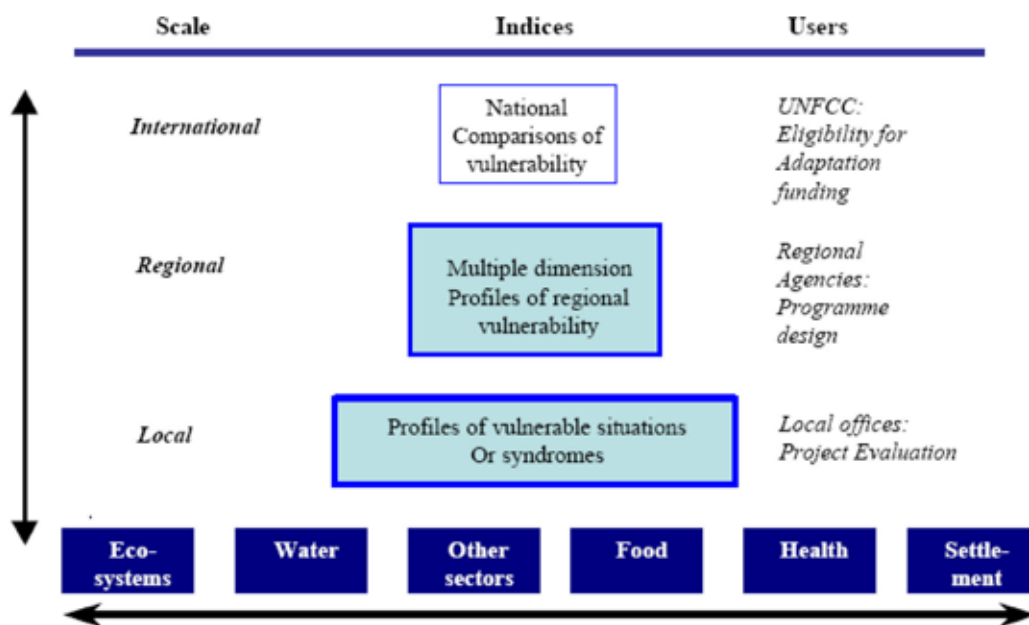 Scale Indices Users
International
National
Comparisons of
vulnerability
UNFCC:
Eligibility for
Adaptation
funding
Regional
Multiple dimension
Profiles of regional
vulnerability
Regional
Agencies:
Programme
design
Local
Profiles of vulnerable situations
Or syndromes
Local offices:
Project Evaluation
Eco-
systems
Water
Other
sectors
Food
Health
Settle-
ment